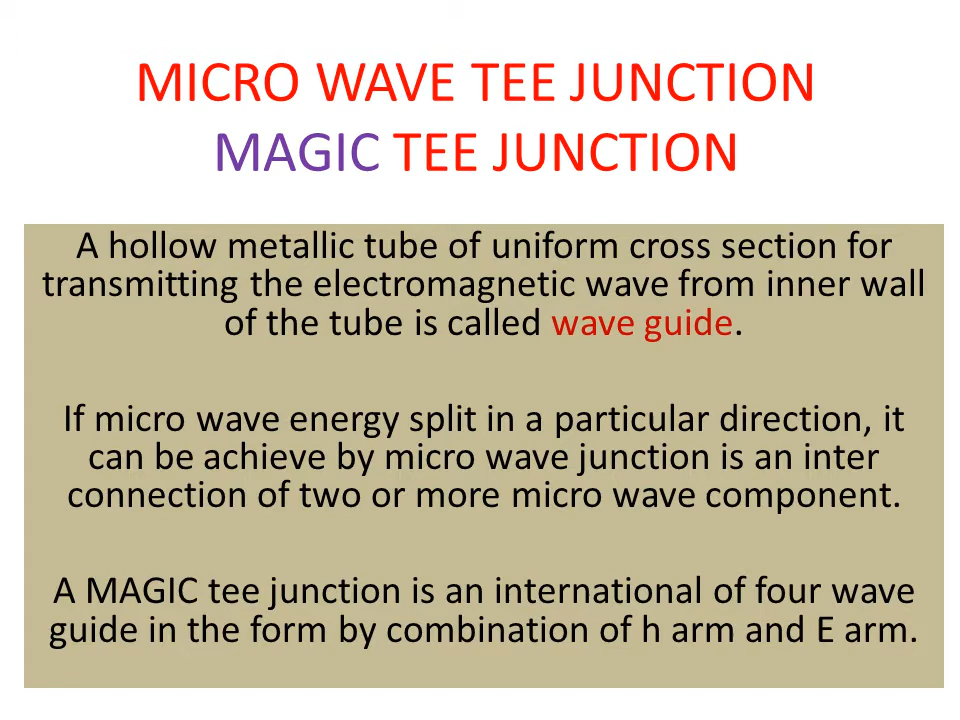 MICRO WAVE TEE JUNCTION
MAGIC TEE JUNCTION
A hollow metallic tube of uniform cross section for
transmitting the electromagnetic wave from inner wall
of the tube is called wave guide.
If micro wave energy split in a particular direction, it
can be achieve by micro wave junction is an inter
connection of two or more micro wave component.
A MAGIC tee junction is an international of four wave
guide in the form by combination of h arm and E arm.